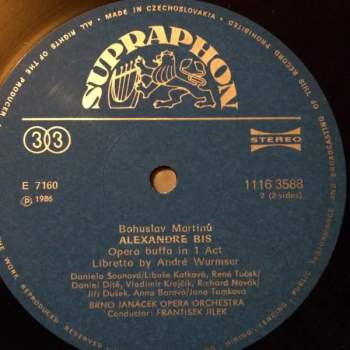 ALL RIGHTS OF THE PRODUCER • MADE IN CZECHOSLOVAKIA • PROHIBITED
SUPRAPHON
33
STEREO
E 7160
Ⓟ 1986
1116 3588
2 (2 sides)
Bohuslav Martinů
ALEXANDRE BIS
Opera buffa in 1 Act
Libretto by André Wurmser
Daniela Šounová/Libuše Kafková, René Tuček/
Daniel Dítě, Vladimír Krejčík, Richard Novák/
Jiří Dušek, Anna Barová/Jana Tomková
BRNO JANÁČEK OPERA ORCHESTRA
Conductor: FRANTIŠEK JÍLEK